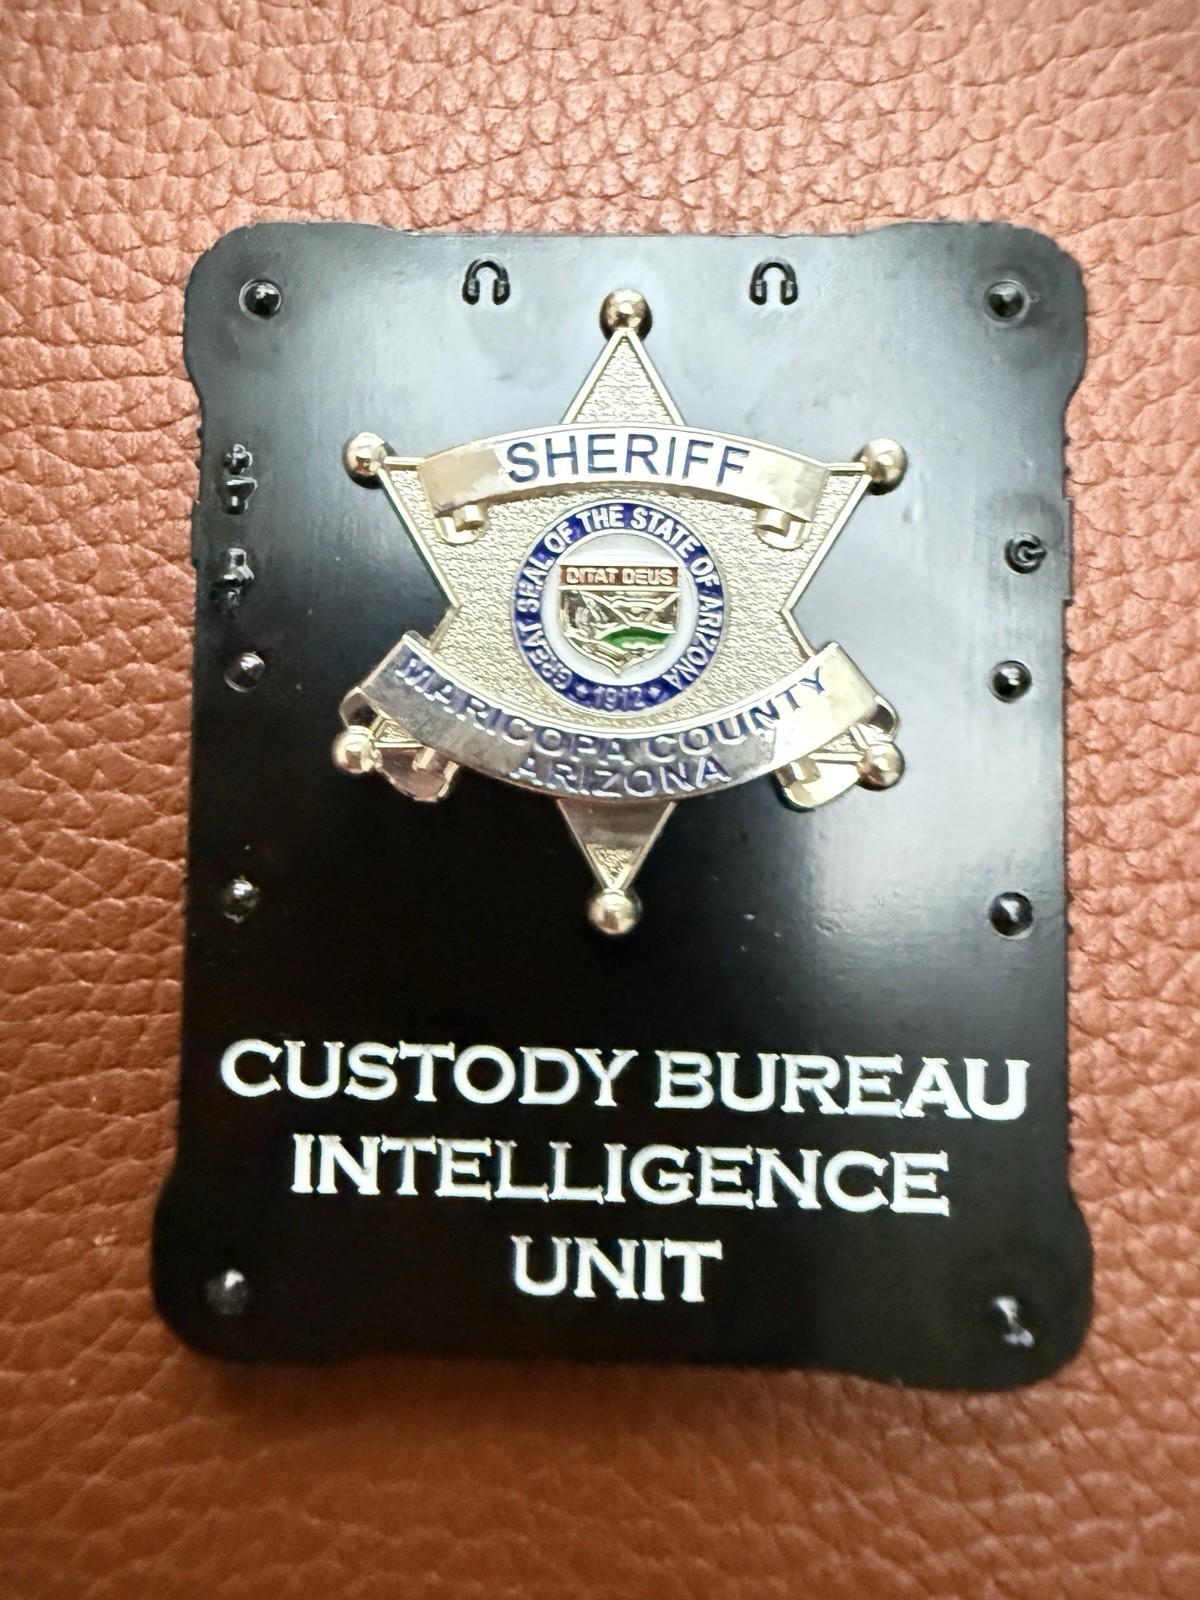 SHERIFF
GREAT SEAL OF THE STATE OF ARIZONA
DITAT DEUS
1912
MARICOPA COUNTY
ARIZONA
CUSTODY BUREAU
INTELLIGENCE
UNIT